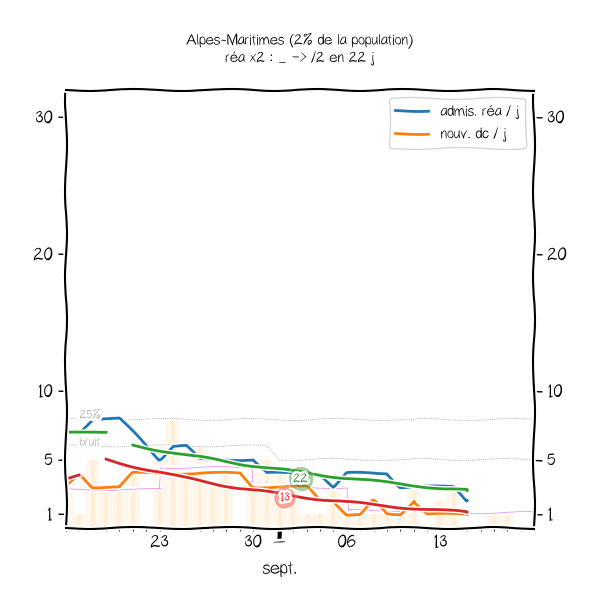 Alpes-Maritimes (2% de la population)
réa x2 : _ -> /2 en 22 j
admis. réa / j
nouv. dc / j
30
30
20
20
10
10
25%
bruit
5
5
22
13
1
1
23
30
06
13
sept.